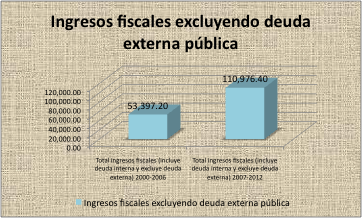 Ingresos fiscales excluyendo deuda
externa pública
110,976.40
53,397.20
120,000.00
100,000.00
80,000.00
60,000.00
40,000.00
20,000.00
0.00
Total ingresos fiscales (incluye
deuda interna y excluye deuda
externa) 2000-2006
Total ingresos fiscales (incluye
deuda interna y excluye deuda
externa) 2007-2012
Ingresos fiscales excluyendo deuda externa pública